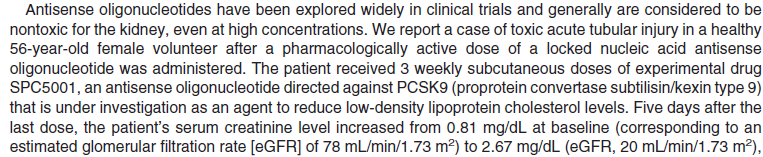 Antisense oligonucleotides have been explored widely in clinical trials and generally are considered to be
nontoxic for the kidney, even at high concentrations. We report a case of toxic acute tubular injury in a healthy
56-year-old female volunteer after a pharmacologically active dose of a locked nucleic acid antisense
oligonucleotide was administered. The patient received 3 weekly subcutaneous doses of experimental drug
SPC5001, an antisense oligonucleotide directed against PCSK9 (proprotein convertase subtilisin/kexin type 9)
that is under investigation as an agent to reduce low-density lipoprotein cholesterol levels. Five days after the
last dose, the patient's serum creatinine level increased from 0.81 mg/dL at baseline (corresponding to an
estimated glomerular filtration rate [eGFR] of 78 mL/min/1.73 m²) to 2.67 mg/dL (eGFR, 20 mL/min/1.73 m²),